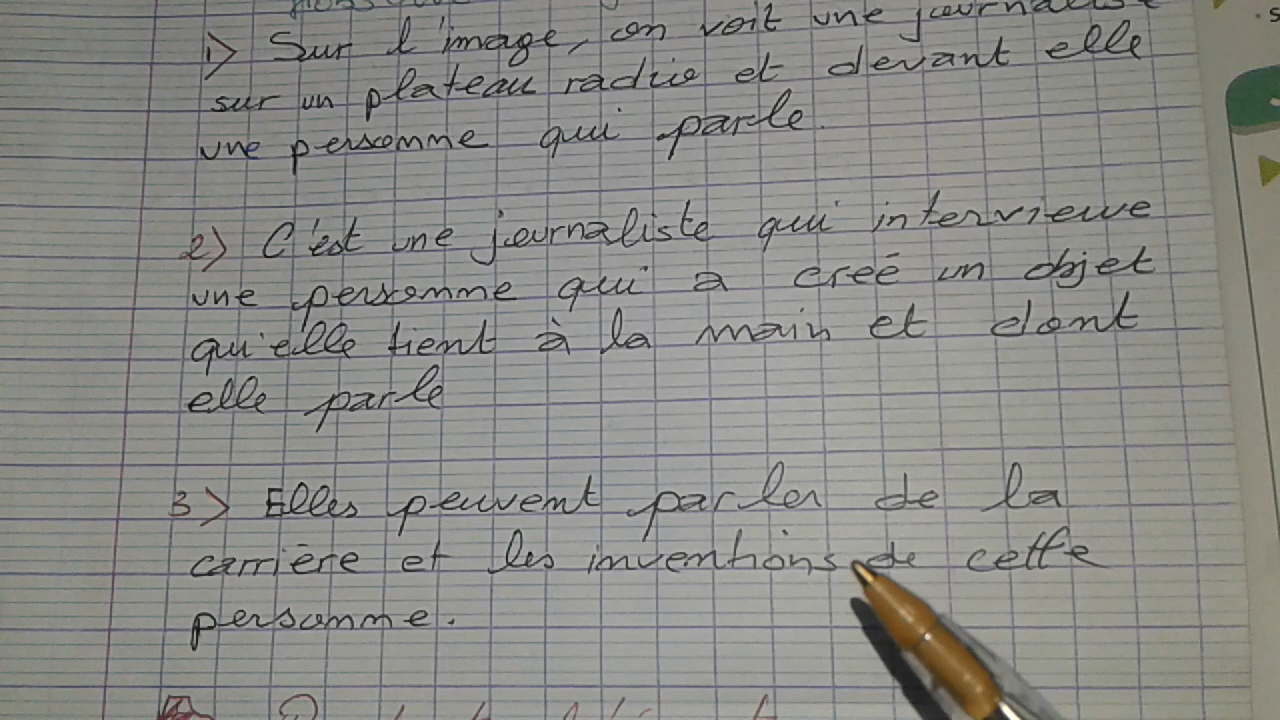 1) Sur l'image, on voit une journaliste
sur un plateau radio et devant elle
une personne qui parle.
2) C'est une journaliste qui interviewe
une personne qui a créé un objet
qu'elle tient à la main et dont
elle parle
3) Elles peuvent parler de la
carrière et les inventions de cette
personne.